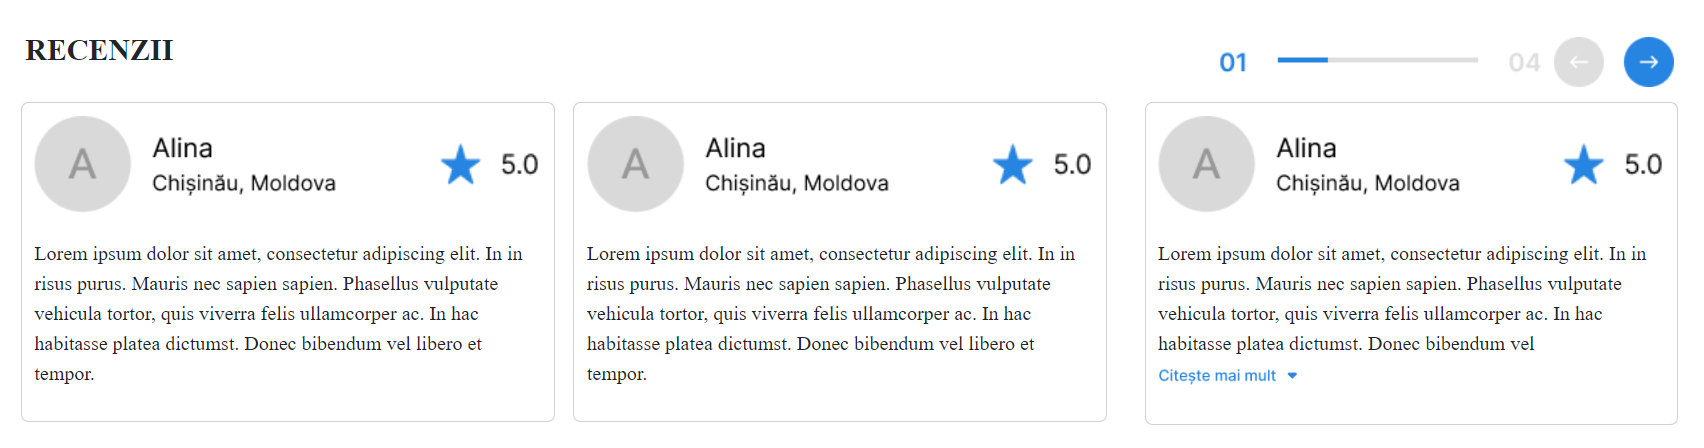 RECENZII
01
04
A
Alina
Chișinău, Moldova
5.0
Lorem ipsum dolor sit amet, consectetur adipiscing elit. In in
risus purus. Mauris nec sapien sapien. Phasellus vulputate
vehicula tortor, quis viverra felis ullamcorper ac. In hac
habitasse platea dictumst. Donec bibendum vel libero et
tempor.
A
Alina
Chișinău, Moldova
5.0
Lorem ipsum dolor sit amet, consectetur adipiscing elit. In in
risus purus. Mauris nec sapien sapien. Phasellus vulputate
vehicula tortor, quis viverra felis ullamcorper ac. In hac
habitasse platea dictumst. Donec bibendum vel libero et
tempor.
A
Alina
Chișinău, Moldova
5.0
Lorem ipsum dolor sit amet, consectetur adipiscing elit. In in
risus purus. Mauris nec sapien sapien. Phasellus vulputate
vehicula tortor, quis viverra felis ullamcorper ac. In hac
habitasse platea dictumst. Donec bibendum vel
Citește mai mult